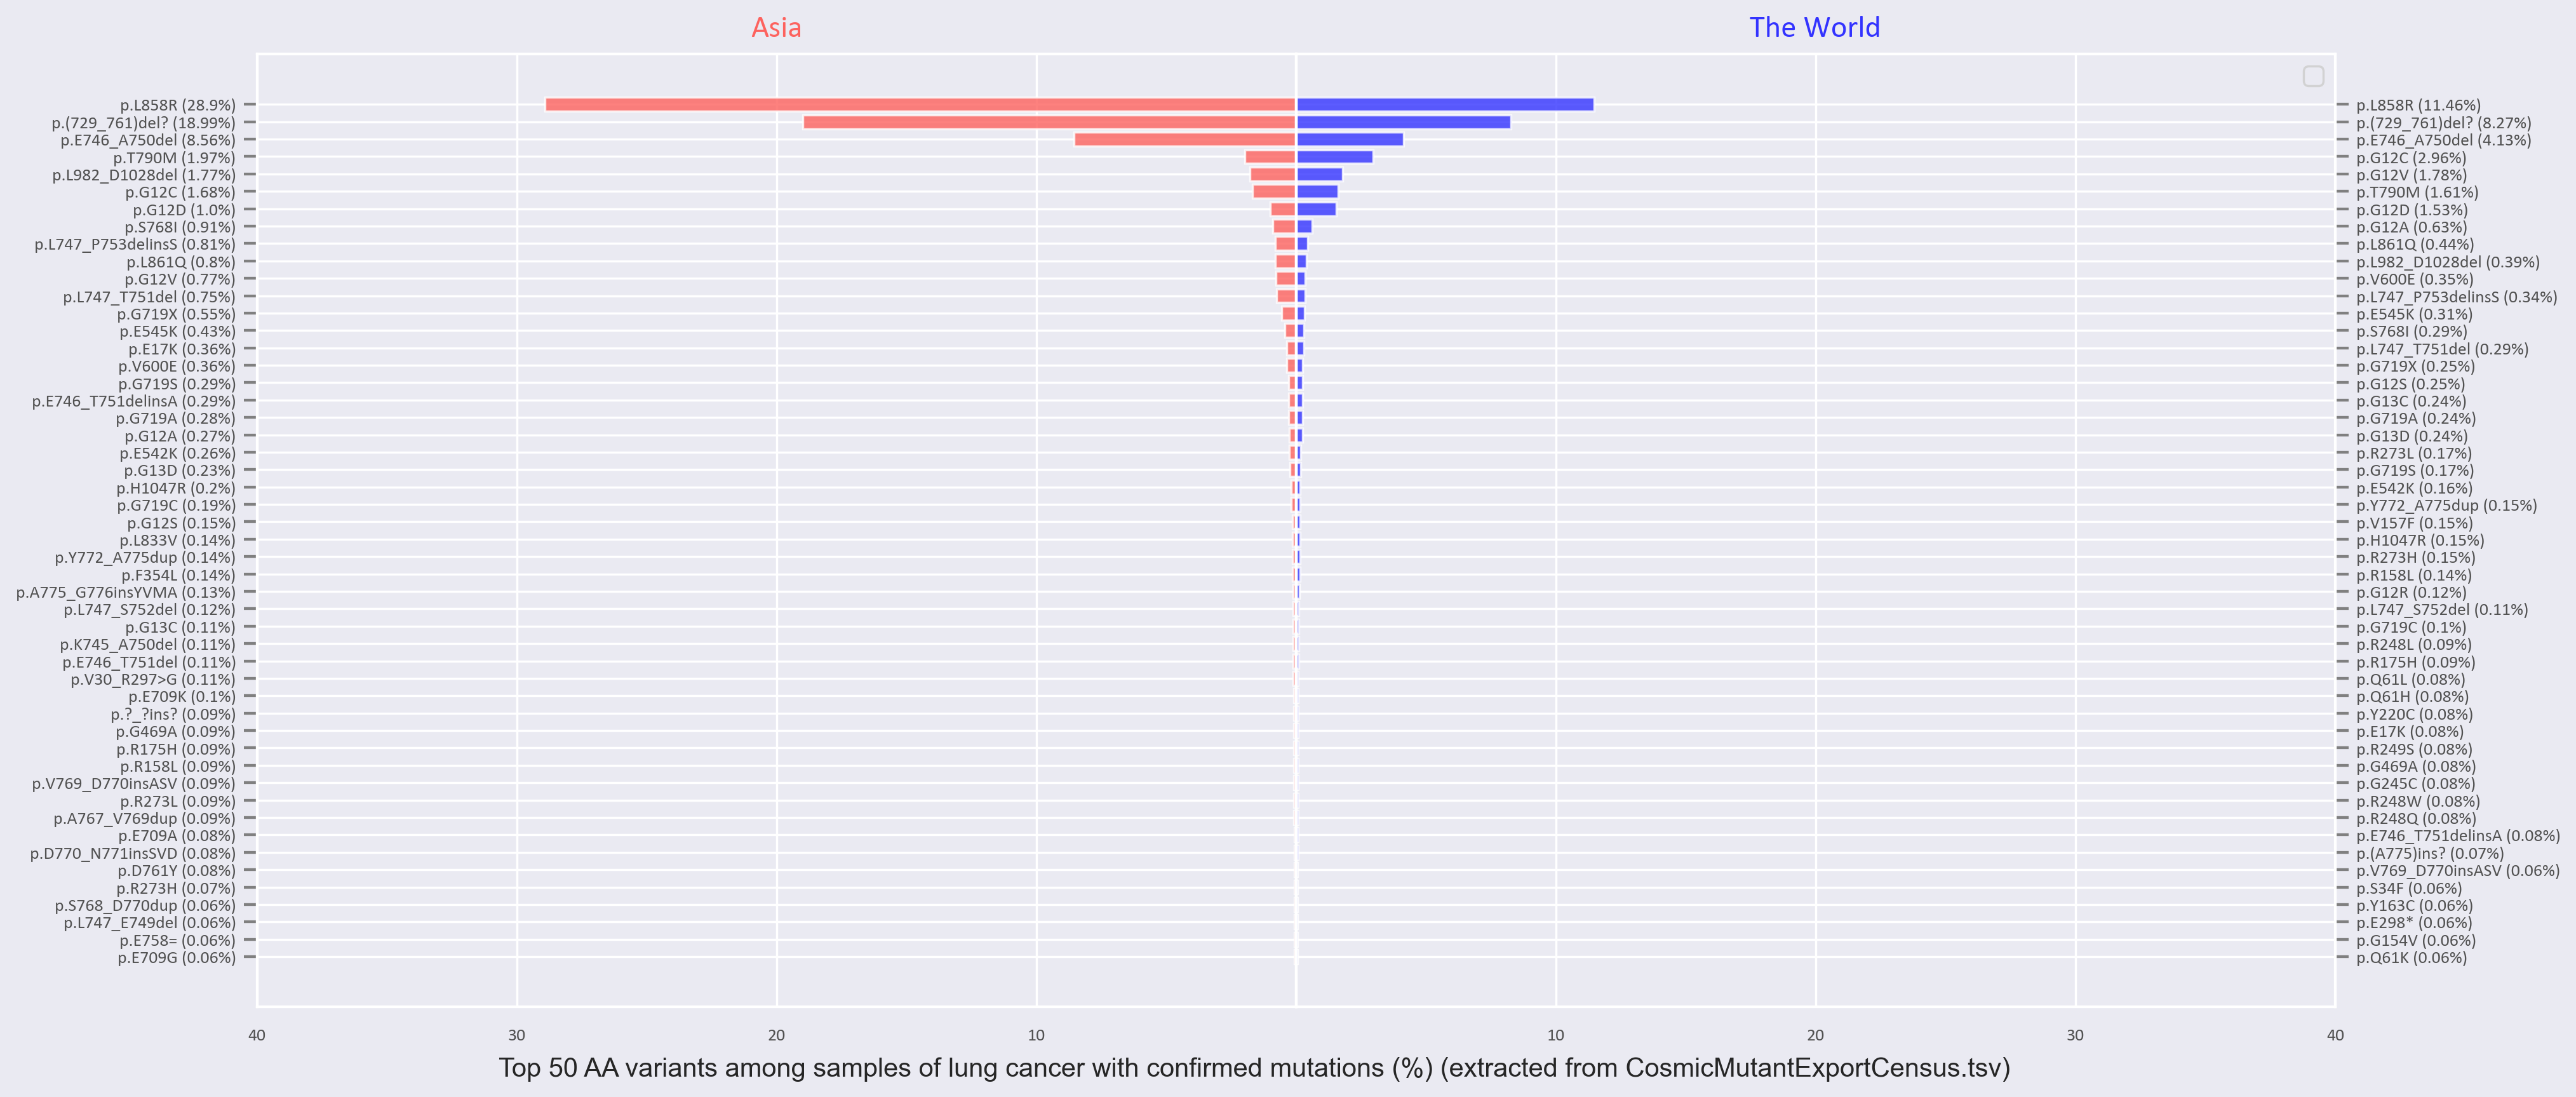 Asia
The World
p.L858R (28.9%)
p.(729_761)del? (18.99%)
p.E746_A750del (8.56%)
p.T790M (1.97%)
p.L982_D1028del (1.77%)
p.G12C (1.68%)
p.G12D (1.0%)
p.S768I (0.91%)
p.L747_P753delinsS (0.81%)
p.L861Q (0.8%)
p.G12V (0.77%)
p.L747_T751del (0.75%)
p.G719X (0.55%)
p.E545K (0.43%)
p.E17K (0.36%)
p.V600E (0.36%)
p.G719S (0.29%)
p.E746_T751delinsA (0.29%)
p.G719A (0.28%)
p.G12A (0.27%)
p.E542K (0.26%)
p.G13D (0.23%)
p.H1047R (0.2%)
p.G719C (0.19%)
p.G12S (0.15%)
p.L833V (0.14%)
p.Y772_A775dup (0.14%)
p.F354L (0.14%)
p.A775_G776insYVMA (0.13%)
p.L747_S752del (0.12%)
p.G13C (0.11%)
p.K745_A750del (0.11%)
p.E746_T751del (0.11%)
p.V30_R297>G (0.11%)
p.E709K (0.1%)
p.?_?ins? (0.09%)
p.G469A (0.09%)
p.R175H (0.09%)
p.R158L (0.09%)
p.V769_D770insASV (0.09%)
p.R273L (0.09%)
p.A767_V769dup (0.09%)
p.E709A (0.08%)
p.D770_N771insSVD (0.08%)
p.D761Y (0.08%)
p.R273H (0.07%)
p.S768_D770dup (0.06%)
p.L747_E749del (0.06%)
p.E758= (0.06%)
p.E709G (0.06%)
p.L858R (11.46%)
p.(729_761)del? (8.27%)
p.E746_A750del (4.13%)
p.G12C (2.96%)
p.G12V (1.78%)
p.T790M (1.61%)
p.G12D (1.53%)
p.G12A (0.63%)
p.L861Q (0.44%)
p.L982_D1028del (0.39%)
p.V600E (0.35%)
p.L747_P753delinsS (0.34%)
p.E545K (0.31%)
p.S768I (0.29%)
p.L747_T751del (0.29%)
p.G719X (0.25%)
p.G12S (0.25%)
p.G13C (0.24%)
p.G719A (0.24%)
p.G13D (0.24%)
p.R273L (0.17%)
p.G719S (0.17%)
p.E542K (0.16%)
p.Y772_A775dup (0.15%)
p.V157F (0.15%)
p.H1047R (0.15%)
p.R273H (0.15%)
p.R158L (0.14%)
p.G12R (0.12%)
p.L747_S752del (0.11%)
p.G719C (0.1%)
p.R248L (0.09%)
p.R175H (0.09%)
p.Q61L (0.08%)
p.Q61H (0.08%)
p.Y220C (0.08%)
p.E17K (0.08%)
p.R249S (0.08%)
p.G469A (0.08%)
p.G245C (0.08%)
p.R248W (0.08%)
p.R248Q (0.08%)
p.E746_T751delinsA (0.08%)
p.(A775)ins? (0.07%)
p.V769_D770insASV (0.06%)
p.S34F (0.06%)
p.Y163C (0.06%)
p.E298* (0.06%)
p.G154V (0.06%)
p.Q61K (0.06%)
40 30 20 10 10 20 30 40
Top 50 AA variants among samples of lung cancer with confirmed mutations (%) (extracted from CosmicMutantExportCensus.tsv)